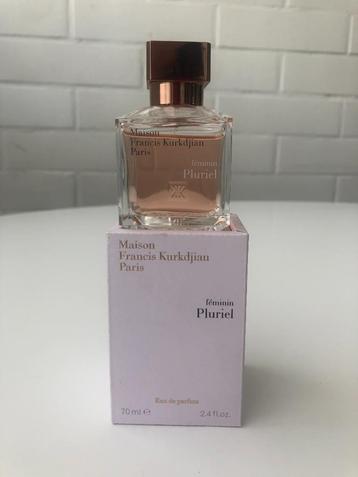 Maison
Francis Kurkdjian
Paris
féminin
Pluriel
Maison
Francis Kurkdjian
Paris
féminin
Pluriel
Eau de parfum
70 ml ℮ 2.4 fl.oz.